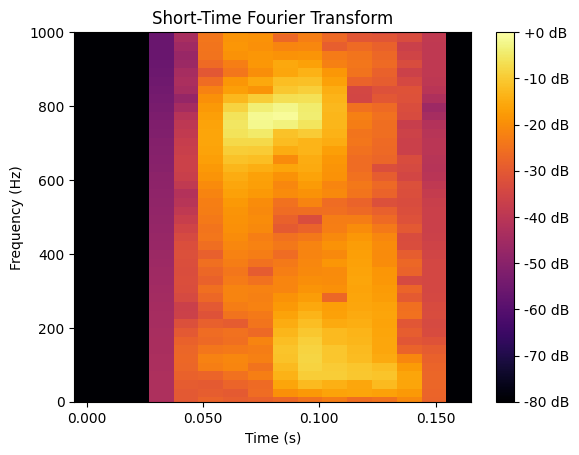 Short-Time Fourier Transform
1000
800
600
400
200
0
Frequency (Hz)
0.000
0.050
0.100
0.150
Time (s)
+0 dB
-10 dB
-20 dB
-30 dB
-40 dB
-50 dB
-60 dB
-70 dB
-80 dB